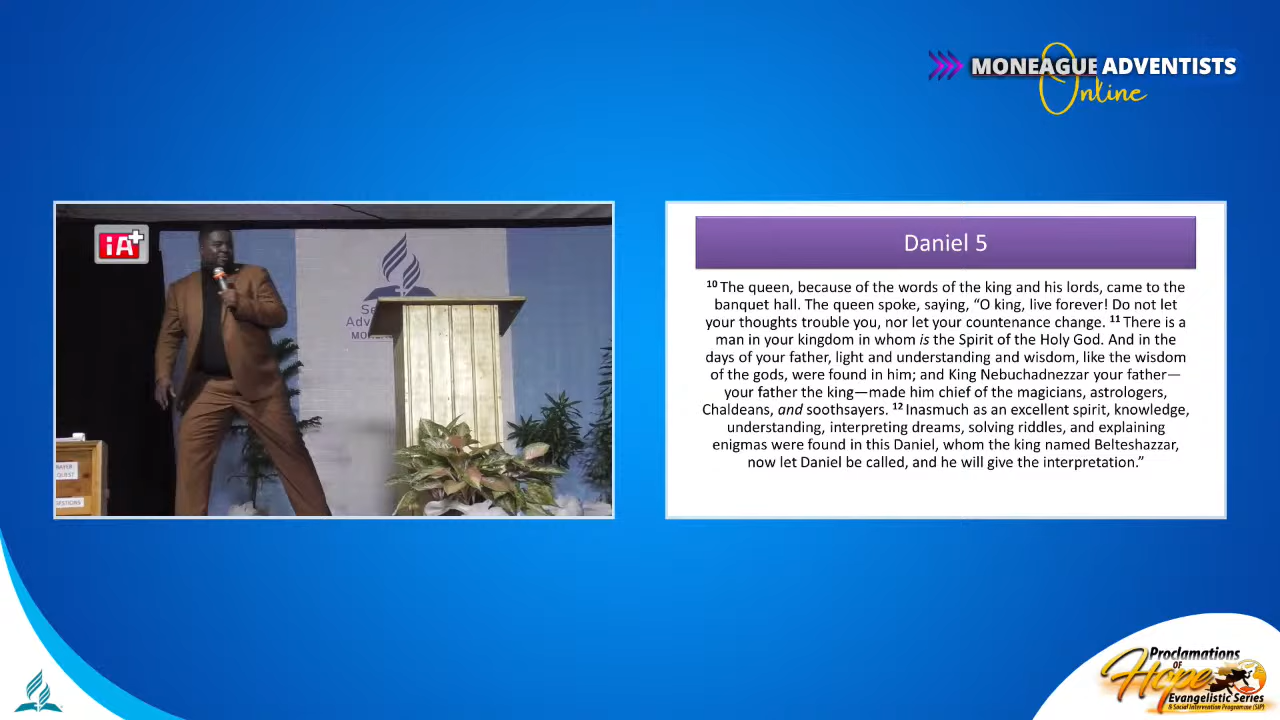 MONEAGUE ADVENTISTS
Online
iA+
Se
Adv
MO
Daniel 5
10 The queen, because of the words of the king and his lords, came to the
banquet hall. The queen spoke, saying, “O king, live forever! Do not let
your thoughts trouble you, nor let your countenance change. 11 There is a
man in your kingdom in whom is the Spirit of the Holy God. And in the
days of your father, light and understanding and wisdom, like the wisdom
of the gods, were found in him; and King Nebuchadnezzar your father—
your father the king—made him chief of the magicians, astrologers,
Chaldeans, and soothsayers. 12 Inasmuch as an excellent spirit, knowledge,
understanding, interpreting dreams, solving riddles, and explaining
enigmas were found in this Daniel, whom the king named Belteshazzar,
now let Daniel be called, and he will give the interpretation.”
Proclamations
OF
Hope
Evangelistic Series
A Social Intervention Programme (SIP)